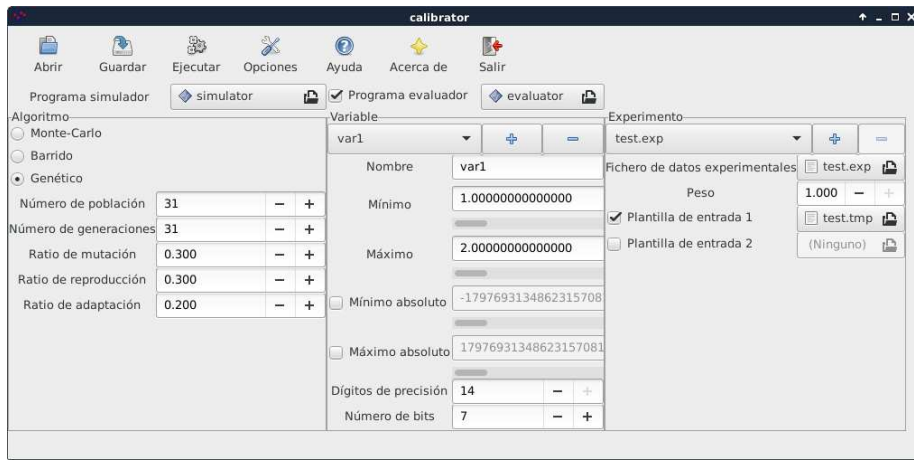 calibrator
Abrir Guardar Ejecutar Opciones Ayuda Acerca de Salir
Programa simulador simulator Programa evaluador evaluator
Algoritmo
Monte-Carlo
Barrido
Genético
Número de población 31
Número de generaciones 31
Ratio de mutación 0.300
Ratio de reproducción 0.300
Ratio de adaptación 0.200
Variable
var1
Nombre var1
Mínimo 1.00000000000000
Máximo 2.00000000000000
Mínimo absoluto -1797693134862315708
Máximo absoluto 17976931348623157081
Dígitos de precisión 14
Número de bits 7
Experimento
test.exp
Fichero de datos experimentales test.exp
Peso 1.000
Plantilla de entrada 1 test.tmp
Plantilla de entrada 2 (Ninguno)